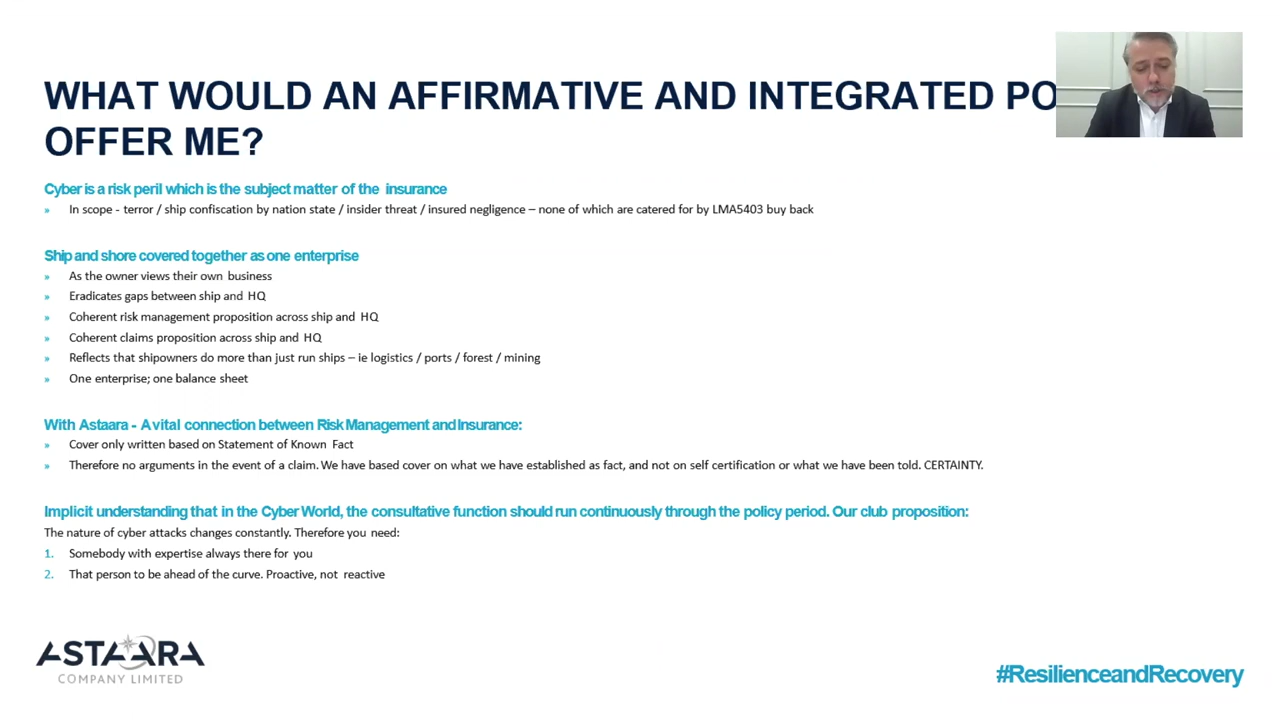 WHAT WOULD AN AFFIRMATIVE AND INTEGRATED PO
OFFER ME?
Cyber is a risk peril which is the subject matter of the insurance
» In scope - terror / ship confiscation by nation state / insider threat / insured negligence – none of which are catered for by LMA5403 buy back
Ship and shore covered together as one enterprise
» As the owner views their own business
» Eradicates gaps between ship and HQ
» Coherent risk management proposition across ship and HQ
» Coherent claims proposition across ship and HQ
» Reflects that shipowners do more than just run ships – ie logistics / ports / forest / mining
» One enterprise; one balance sheet
With Astaara - A vital connection between Risk Management and Insurance:
» Cover only written based on Statement of Known Fact
» Therefore no arguments in the event of a claim. We have based cover on what we have established as fact, and not on self certification or what we have been told. CERTAINTY.
Implicit understanding that in the Cyber World, the consultative function should run continuously through the policy period. Our club proposition:
The nature of cyber attacks changes constantly. Therefore you need:
1. Somebody with expertise always there for you
2. That person to be ahead of the curve. Proactive, not reactive
ASTAARA
COMPANY LIMITED
#ResilienceandRecovery